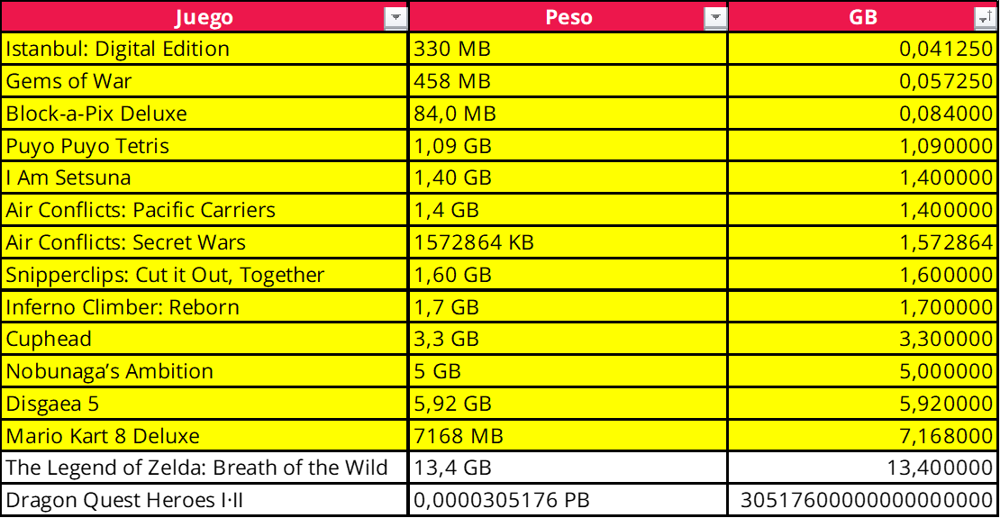 Juego Peso GB
Istanbul: Digital Edition 330 MB 0,041250
Gems of War 458 MB 0,057250
Block-a-Pix Deluxe 84,0 MB 0,084000
Puyo Puyo Tetris 1,09 GB 1,090000
I Am Setsuna 1,40 GB 1,400000
Air Conflicts: Pacific Carriers 1,4 GB 1,400000
Air Conflicts: Secret Wars 1572864 KB 1,572864
Snipperclips: Cut it Out, Together 1,60 GB 1,600000
Inferno Climber: Reborn 1,7 GB 1,700000
Cuphead 3,3 GB 3,300000
Nobunaga’s Ambition 5 GB 5,000000
Disgaea 5 5,92 GB 5,920000
Mario Kart 8 Deluxe 7168 MB 7,168000
The Legend of Zelda: Breath of the Wild 13,4 GB 13,400000
Dragon Quest Heroes I·II 0,0000305176 PB 30517600000000000000